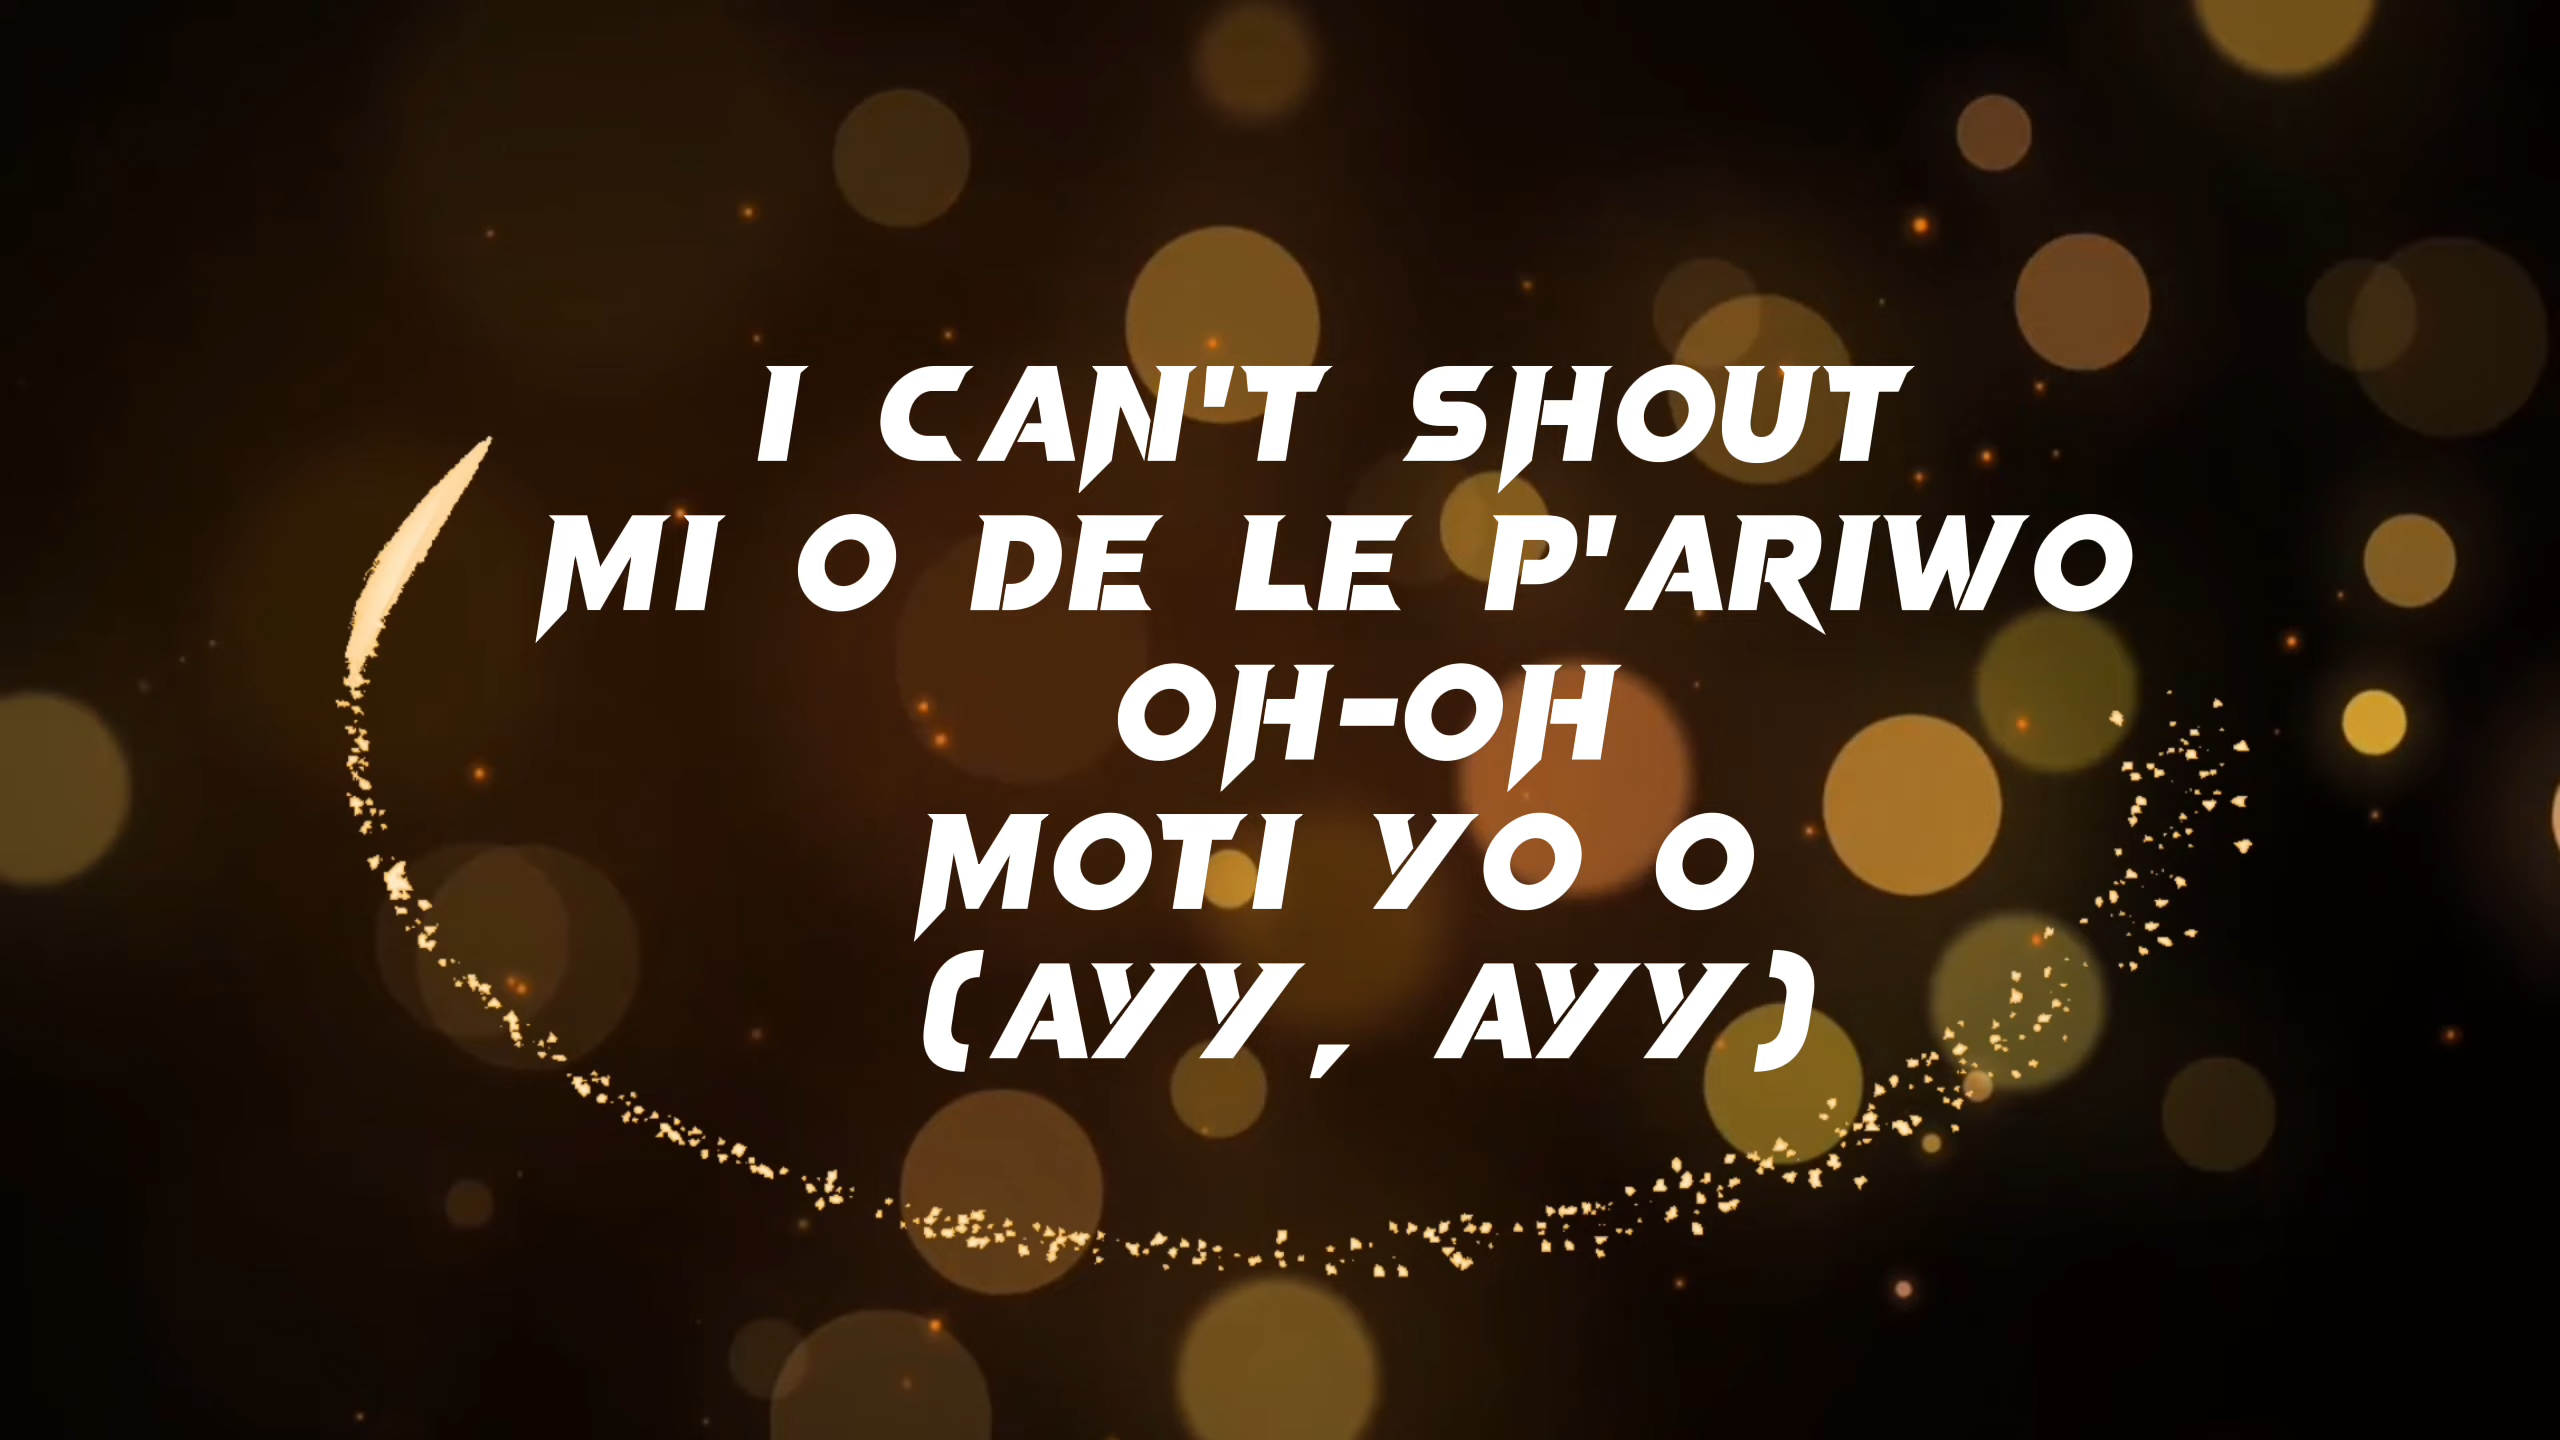 I CAN'T SHOUT
MI O DE LE P'ARIWO
OH-OH
MOTI YO O
(AYY, AYY)